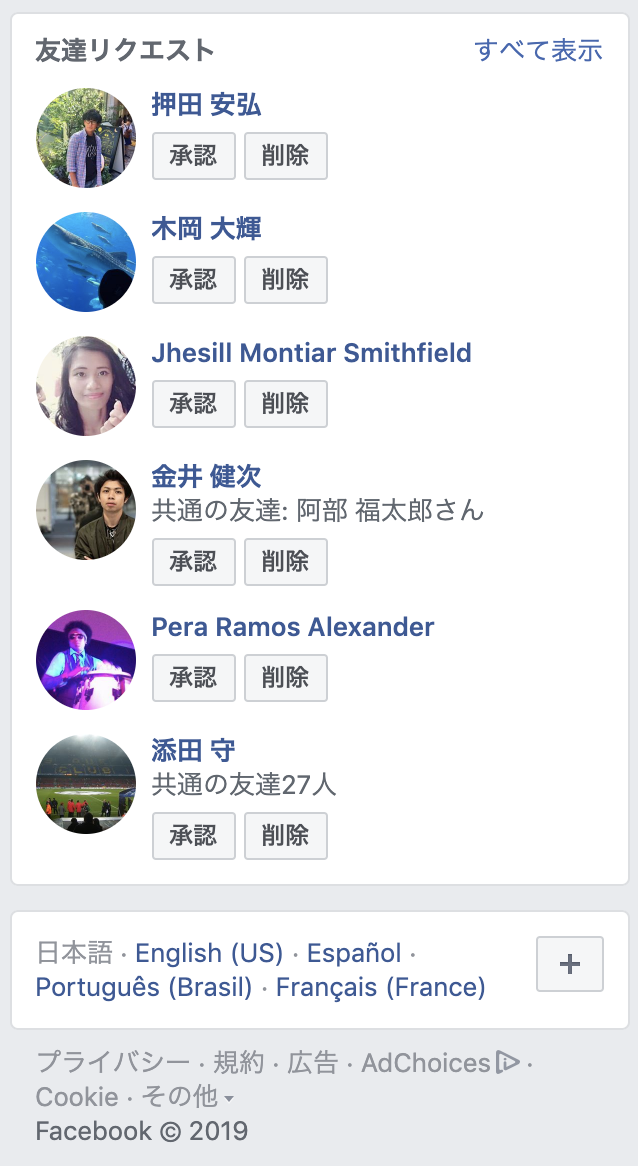 友達リクエスト すべて表示
押田 安弘
承認 削除
木岡 大輝
承認 削除
Jhesill Montiar Smithfield
承認 削除
金井 健次
共通の友達: 阿部 福太郎さん
承認 削除
Pera Ramos Alexander
承認 削除
添田 守
共通の友達27人
承認 削除
日本語 · English (US) · Español ·
Português (Brasil) · Français (France)
+
プライバシー · 規約 · 広告 · AdChoices ·
Cookie · その他
Facebook © 2019